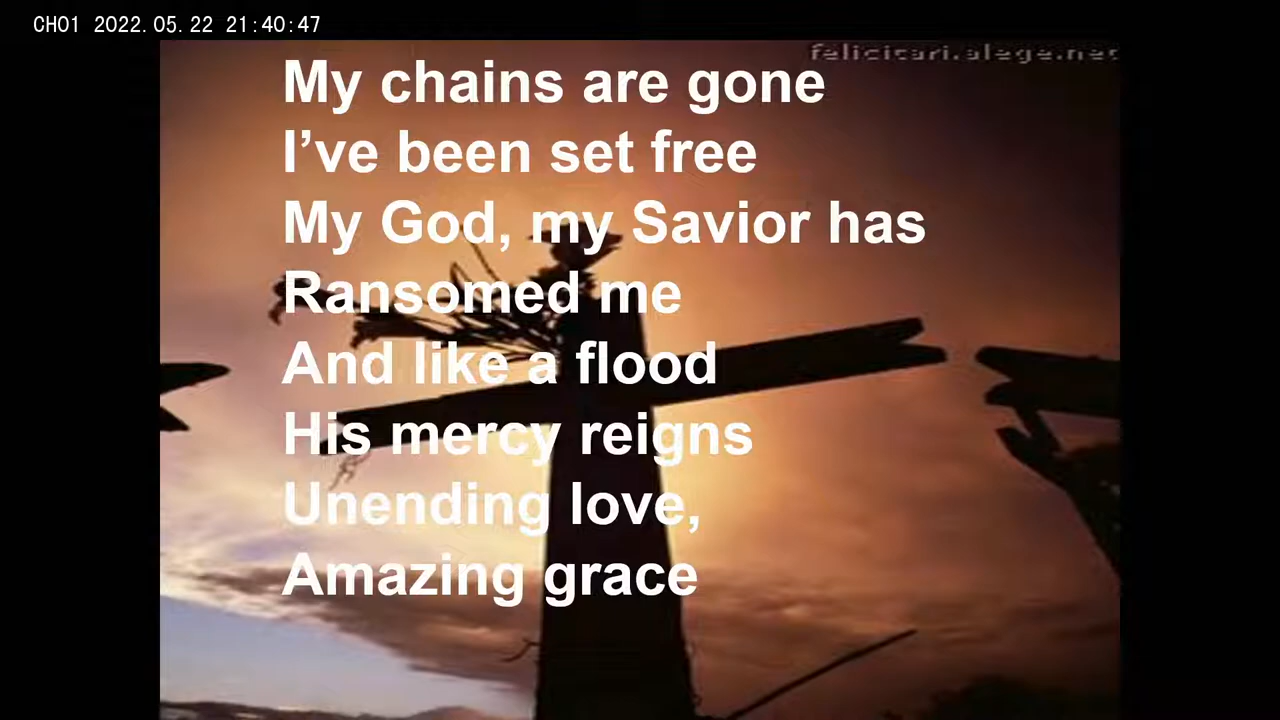 CH01 2022.05.22 21:40:47
felicitari.alege.net
My chains are gone
I’ve been set free
My God, my Savior has
Ransomed me
And like a flood
His mercy reigns
Unending love,
Amazing grace